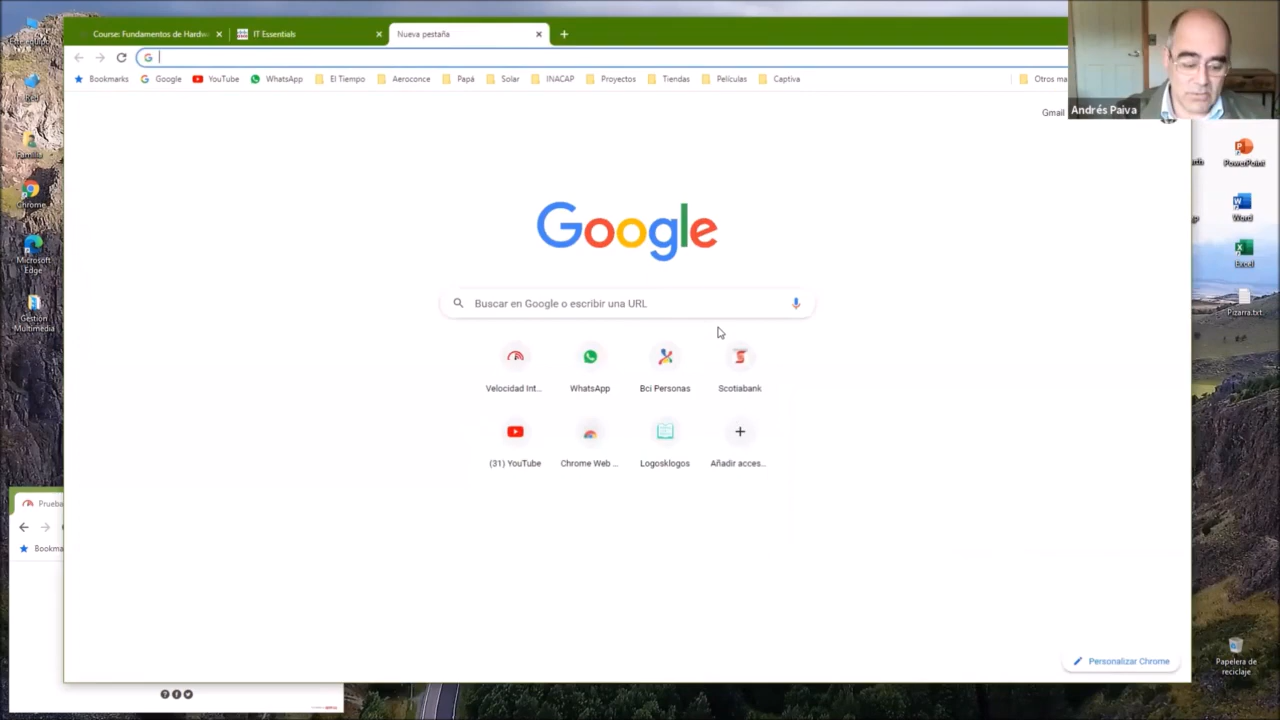 Course: Fundamentos de Hardw
IT Essentials
Nueva pestaña
Bookmarks
Google
YouTube
WhatsApp
El Tiempo
Aeroconce
Papá
Solar
INACAP
Proyectos
Tiendas
Películas
Captiva
Otros ma
Gmail
Andrés Paiva
Google
Buscar en Google o escribir una URL
Velocidad Int...
WhatsApp
Bci Personas
Scotiabank
(31) YouTube
Chrome Web ...
Logosklogos
Añadir acces...
Personalizar Chrome
Red
Familia
Chrome
Microsoft
Edge
Gestión
Multimedia
Prueba
Bookma
PowerPoint
Word
Excel
Pizarra.txt
Papelera de
reciclaje